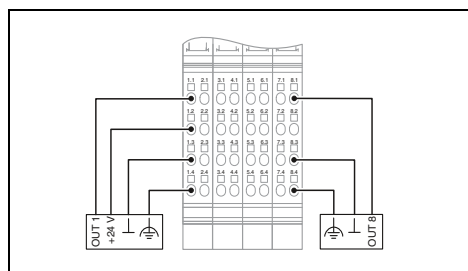 1.1 2.1 3.1 4.1 5.1 6.1 7.1 8.1
1.2 2.2 3.2 4.2 5.2 6.2 7.2 8.2
1.3 2.3 3.3 4.3 5.3 6.3 7.3 8.3
1.4 2.4 3.4 4.4 5.4 6.4 7.4 8.4
OUT 1
+24 V
OUT 8